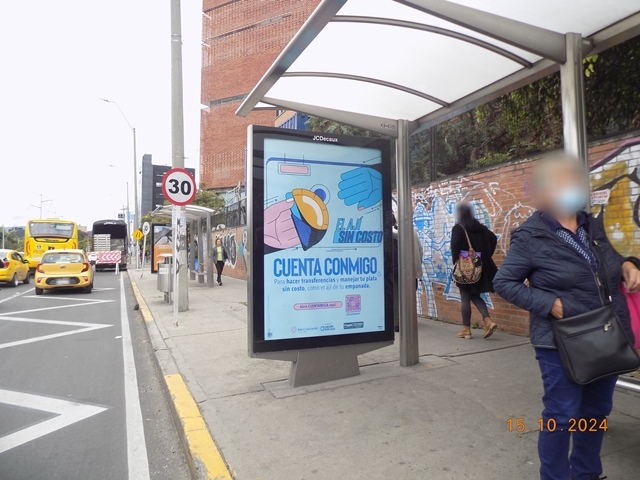 JCDecaux
30
EL AJÍ
SIN COSTO
CUENTA CONMIGO
Para hacer transferencias y manejar tu plata
sin costo, como el ají de tu empanada.
15.10.2024